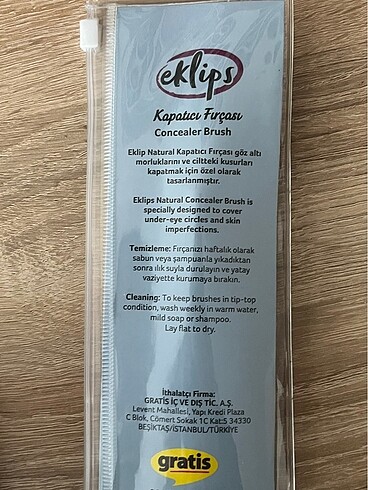 eklips
Kapatıcı Fırçası
Concealer Brush
Eklip Natural Kapatıcı Fırçası göz altı
morluklarını ve ciltteki kusurları
kapatmak için özel olarak
tasarlanmıştır.
Eklips Natural Concealer Brush is
specially designed to cover
under-eye circles and skin
imperfections.
Temizleme: Fırçanızı haftalık olarak
sabun veya şampuanla yıkadıktan
sonra ılık suyla durulayın ve yatay
vaziyette kurumaya bırakın.
Cleaning: To keep brushes in tip-top
condition, wash weekly in warm water,
mild soap or shampoo.
Lay flat to dry.
İthalatçı Firma:
GRATİS İÇ VE DIŞ TİC. A.Ş.
Levent Mahallesi, Yapı Kredi Plaza
C Blok, Cömert Sokak 1C Kat:5 34330
BEŞİKTAŞ/İSTANBUL/TÜRKİYE
gratis